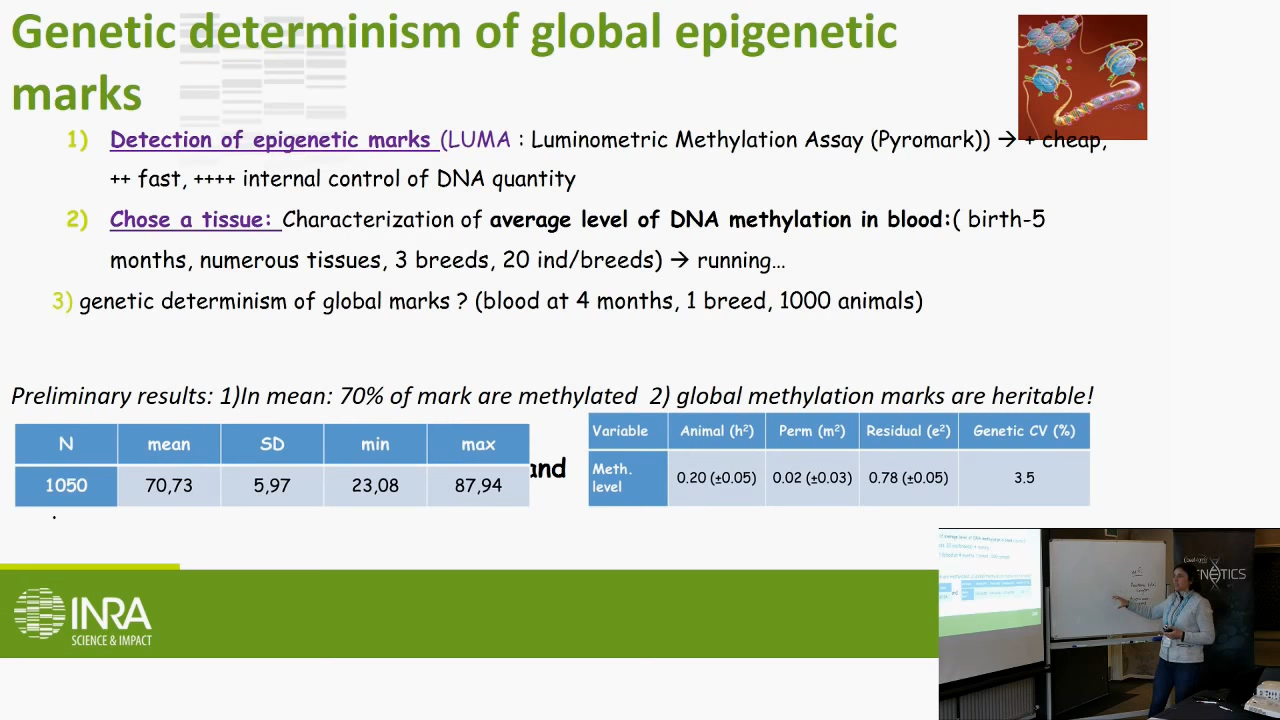 Genetic determinism of global epigenetic
marks
1) Detection of epigenetic marks (LUMA : Luminometric Methylation Assay (Pyromark)) → + cheap,
++ fast, ++++ internal control of DNA quantity
2) Chose a tissue: Characterization of average level of DNA methylation in blood:( birth-5
months, numerous tissues, 3 breeds, 20 ind/breeds) → running...
3) genetic determinism of global marks ? (blood at 4 months, 1 breed, 1000 animals)
Preliminary results: 1)In mean: 70% of mark are methylated 2) global methylation marks are heritable!
N mean SD min max
1050 70,73 5,97 23,08 87,94
and
.
Variable Animal (h²) Perm (m²) Residual (e²) Genetic CV (%)
Meth.
level 0.20 (±0.05) 0.02 (±0.03) 0.78 (±0.05) 3.5
INRA
SCIENCE & IMPACT
NETICS